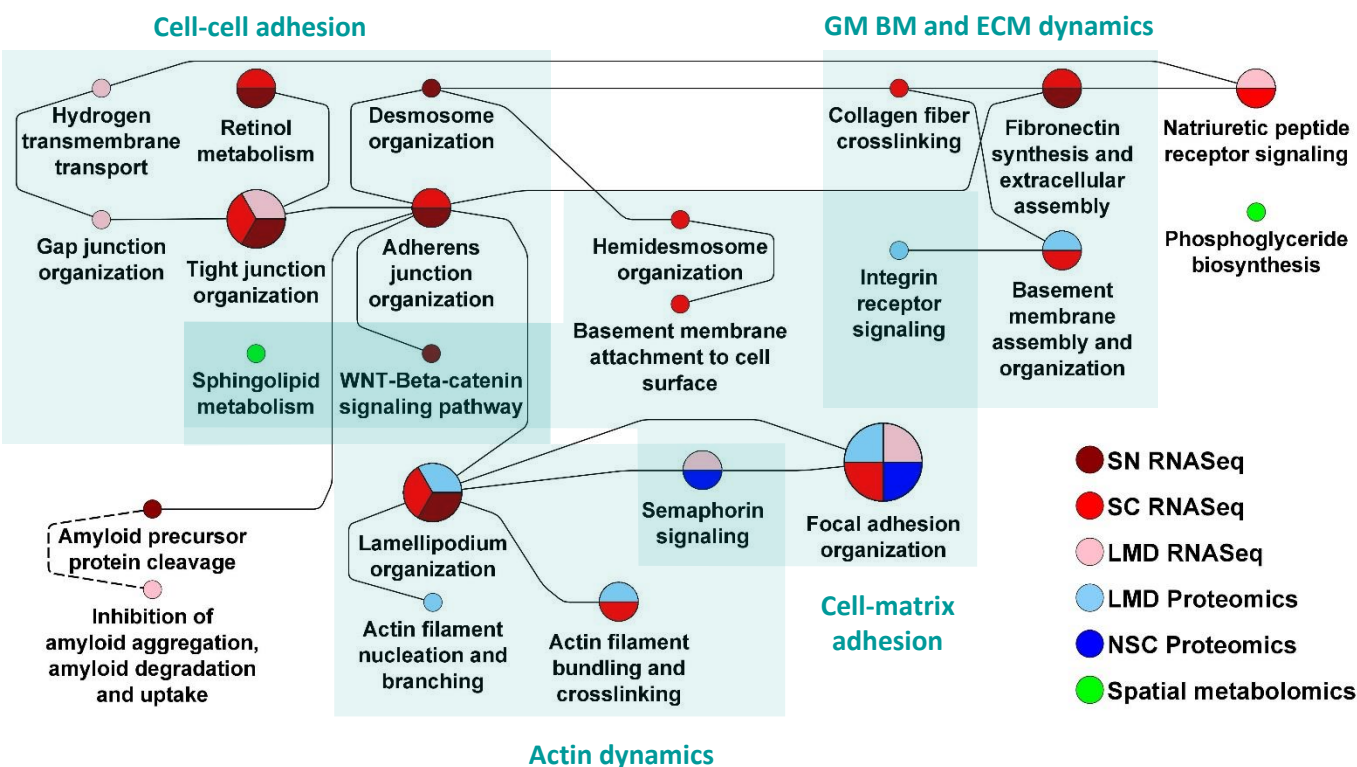 Cell-cell adhesion
GM BM and ECM dynamics
Hydrogen
transmembrane
transport
Retinol
metabolism
Desmosome
organization
Collagen fiber
crosslinking
Fibronectin
synthesis and
extracellular
assembly
Natriuretic peptide
receptor signaling
Gap junction
organization
Tight junction
organization
Adherens
junction
organization
Hemidesmosome
organization
Integrin
receptor
signaling
Basement
membrane
assembly and
organization
Phosphoglyceride
biosynthesis
Basement membrane
attachment to cell
surface
Sphingolipid
metabolism
WNT-Beta-catenin
signaling pathway
Amyloid precursor
protein cleavage
Inhibition of
amyloid aggregation,
amyloid degradation
and uptake
Lamellipodium
organization
Semaphorin
signaling
Focal adhesion
organization
Actin filament
nucleation and
branching
Actin filament
bundling and
crosslinking
Cell-matrix
adhesion
Actin dynamics
SN RNASeq
SC RNASeq
LMD RNASeq
LMD Proteomics
NSC Proteomics
Spatial metabolomics